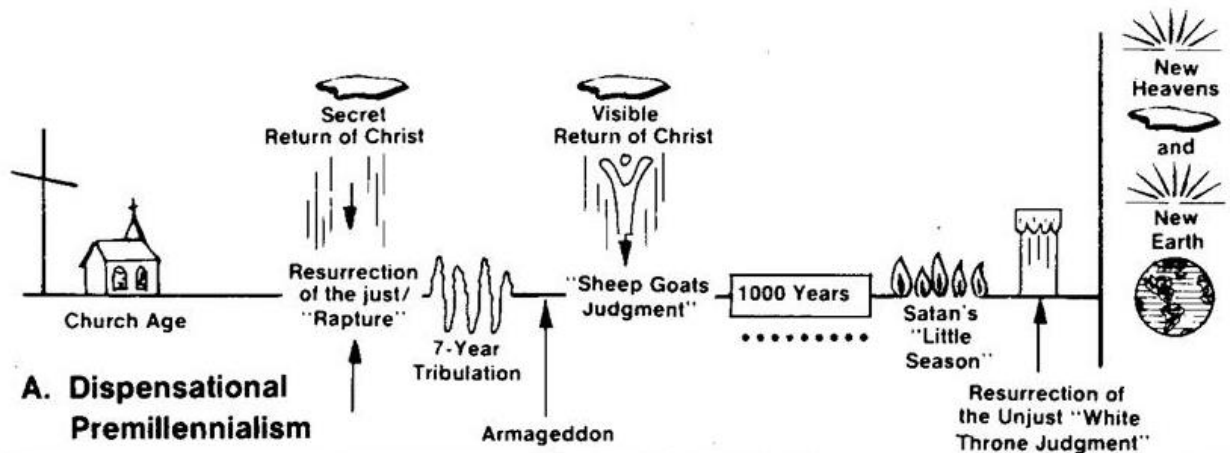 Secret
Return of Christ
Visible
Return of Christ
New
Heavens
and
New
Earth
Church Age
Resurrection
of the just/
"Rapture"
7-Year
Tribulation
Armageddon
"Sheep Goats
Judgment"
1000 Years
Satan's
"Little
Season"
Resurrection of
the Unjust "White
Throne Judgment"
A. Dispensational
Premillennialism